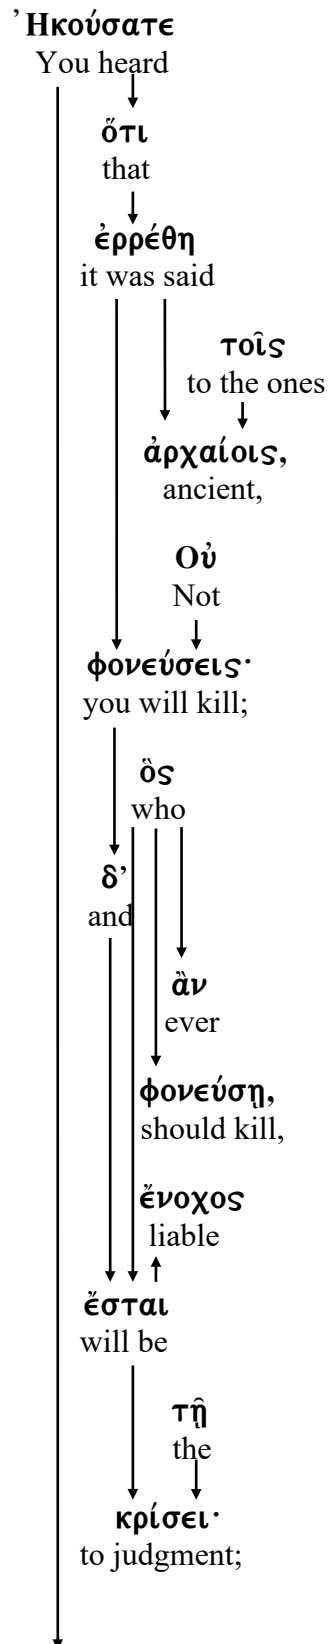 Ἠκούσατε
You heard
ὅτι
that
ἐρρέθη
it was said
τοῖς
to the ones
ἀρχαίοις,
ancient,
Οὐ
Not
φονεύσεις·
you will kill;
ὃς
who
δ’
and
ἂν
ever
φονεύσῃ,
should kill,
ἔνοχος
liable
ἔσται
will be
τῇ
the
κρίσει·
to judgment;